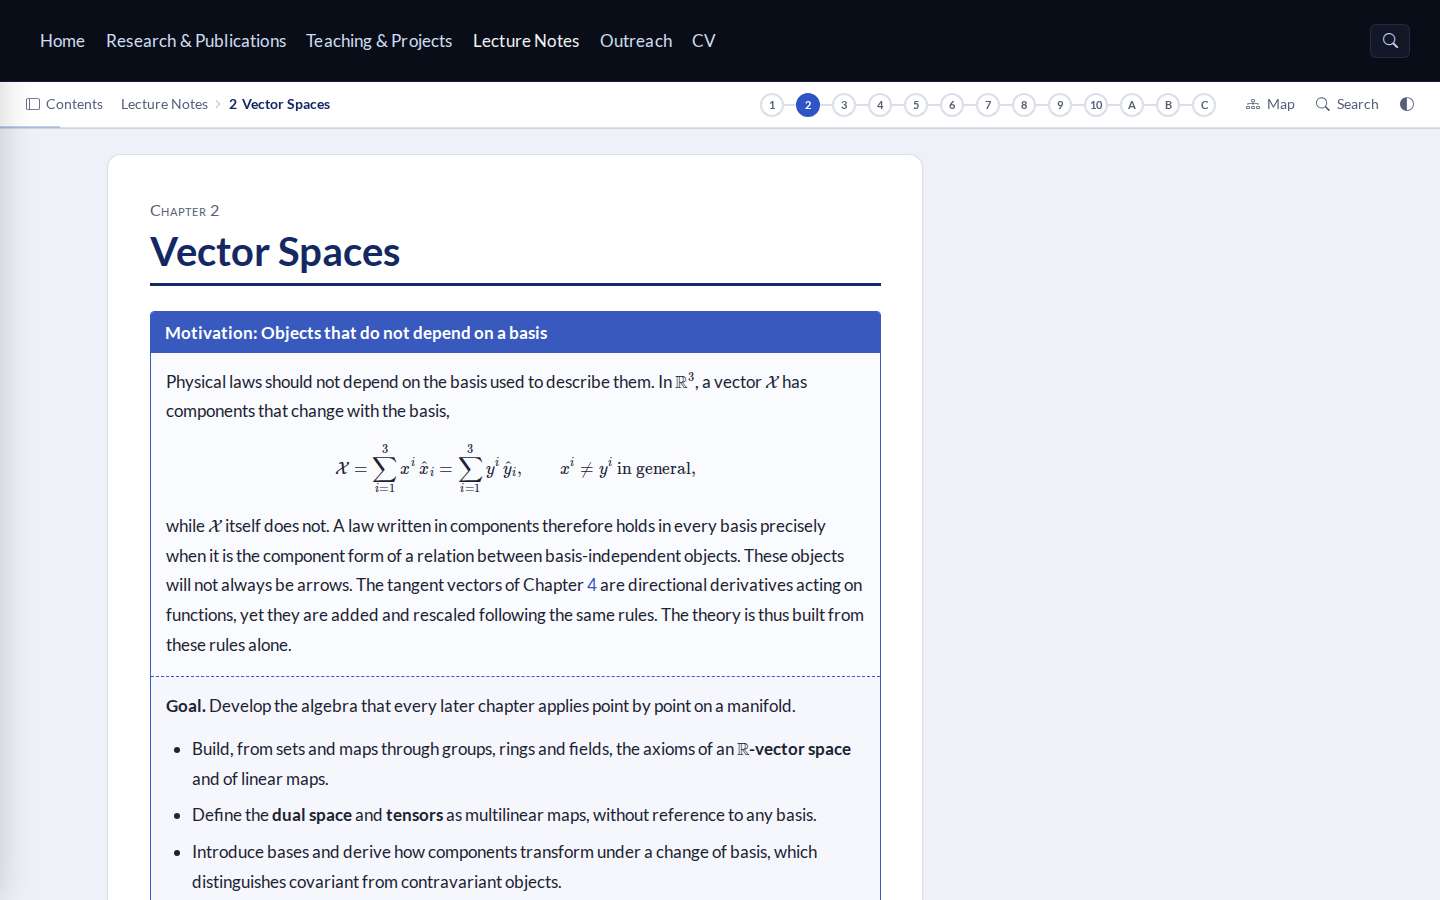 Home Research & Publications Teaching & Projects Lecture Notes Outreach CV
Contents Lecture Notes > 2 Vector Spaces 1 2 3 4 5 6 7 8 9 10 A B C Map Search
Chapter 2
Vector Spaces
Motivation: Objects that do not depend on a basis
Physical laws should not depend on the basis used to describe them. In ℝ³, a vector 𝒳 has
components that change with the basis,
𝒳 = ∑_{i=1}^{3} x^i x̂_i = ∑_{i=1}^{3} y^i ŷ_i, x^i ≠ y^i in general,
while 𝒳 itself does not. A law written in components therefore holds in every basis precisely
when it is the component form of a relation between basis-independent objects. These objects
will not always be arrows. The tangent vectors of Chapter 4 are directional derivatives acting on
functions, yet they are added and rescaled following the same rules. The theory is thus built from
these rules alone.
Goal. Develop the algebra that every later chapter applies point by point on a manifold.
• Build, from sets and maps through groups, rings and fields, the axioms of an ℝ-vector space
and of linear maps.
• Define the dual space and tensors as multilinear maps, without reference to any basis.
• Introduce bases and derive how components transform under a change of basis, which
distinguishes covariant from contravariant objects.